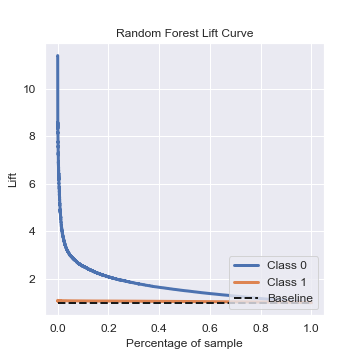 Random Forest Lift Curve
Lift
10
8
6
4
2
0.0 0.2 0.4 0.6 0.8 1.0
Percentage of sample
Class 0
Class 1
Baseline